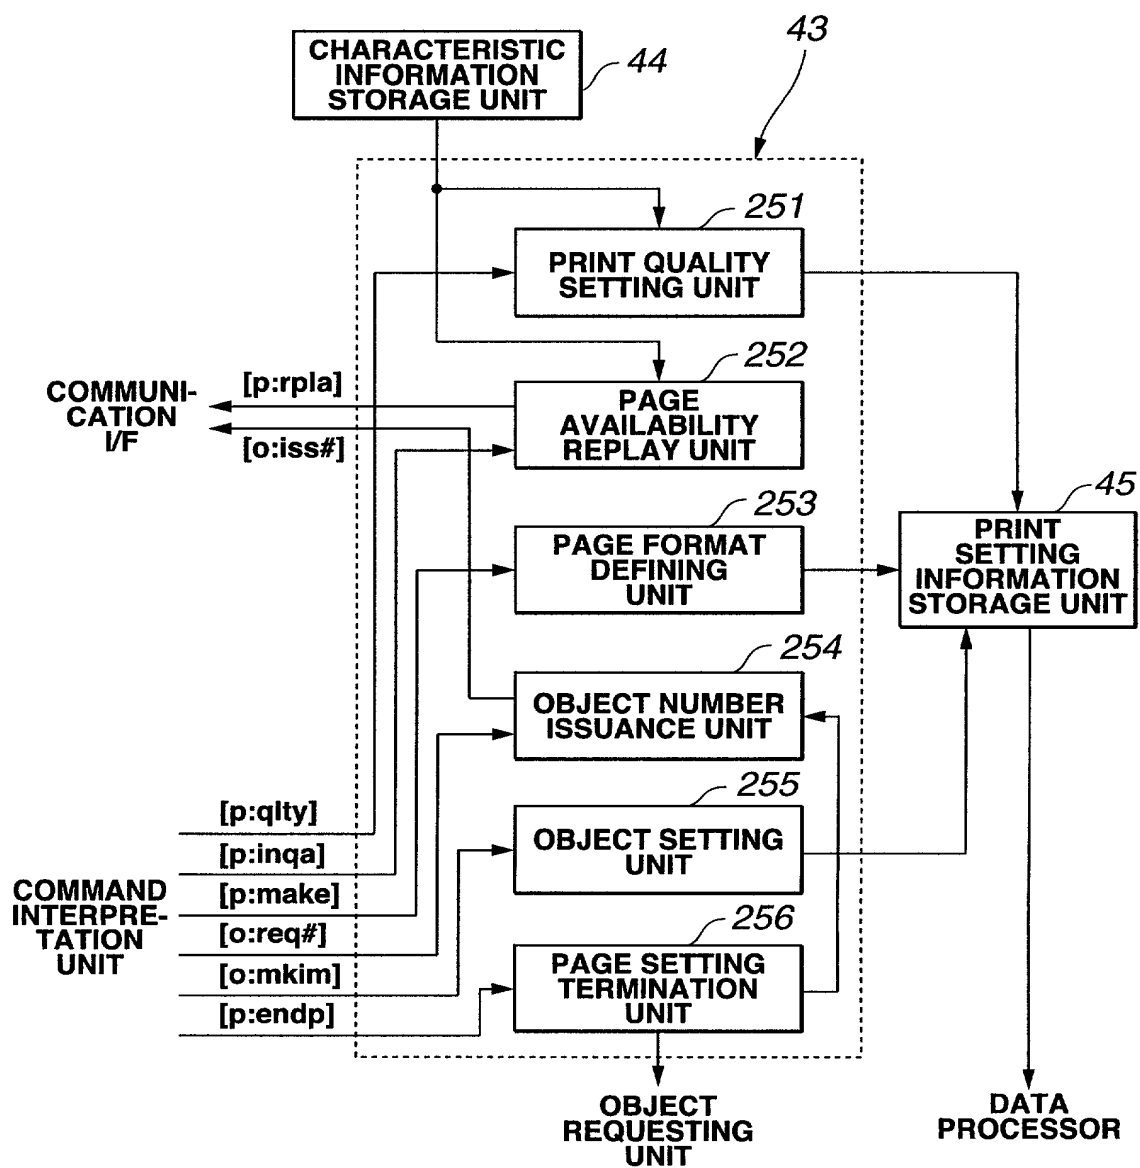 43
CHARACTERISTIC
INFORMATION
STORAGE UNIT
44
251
PRINT QUALITY
SETTING UNIT
252
PAGE
AVAILABILITY
REPLAY UNIT
COMMUNI-
CATION
I/F
[p:rpla]
[o:iss#]
253
PAGE FORMAT
DEFINING
UNIT
45
PRINT
SETTING
INFORMATION
STORAGE UNIT
254
OBJECT NUMBER
ISSUANCE UNIT
255
OBJECT SETTING
UNIT
256
PAGE SETTING
TERMINATION
UNIT
COMMAND
INTERPRE-
TATION
UNIT
[p:qlty]
[p:inqa]
[p:make]
[o:req#]
[o:mkim]
[p:endp]
OBJECT
REQUESTING
UNIT
DATA
PROCESSOR